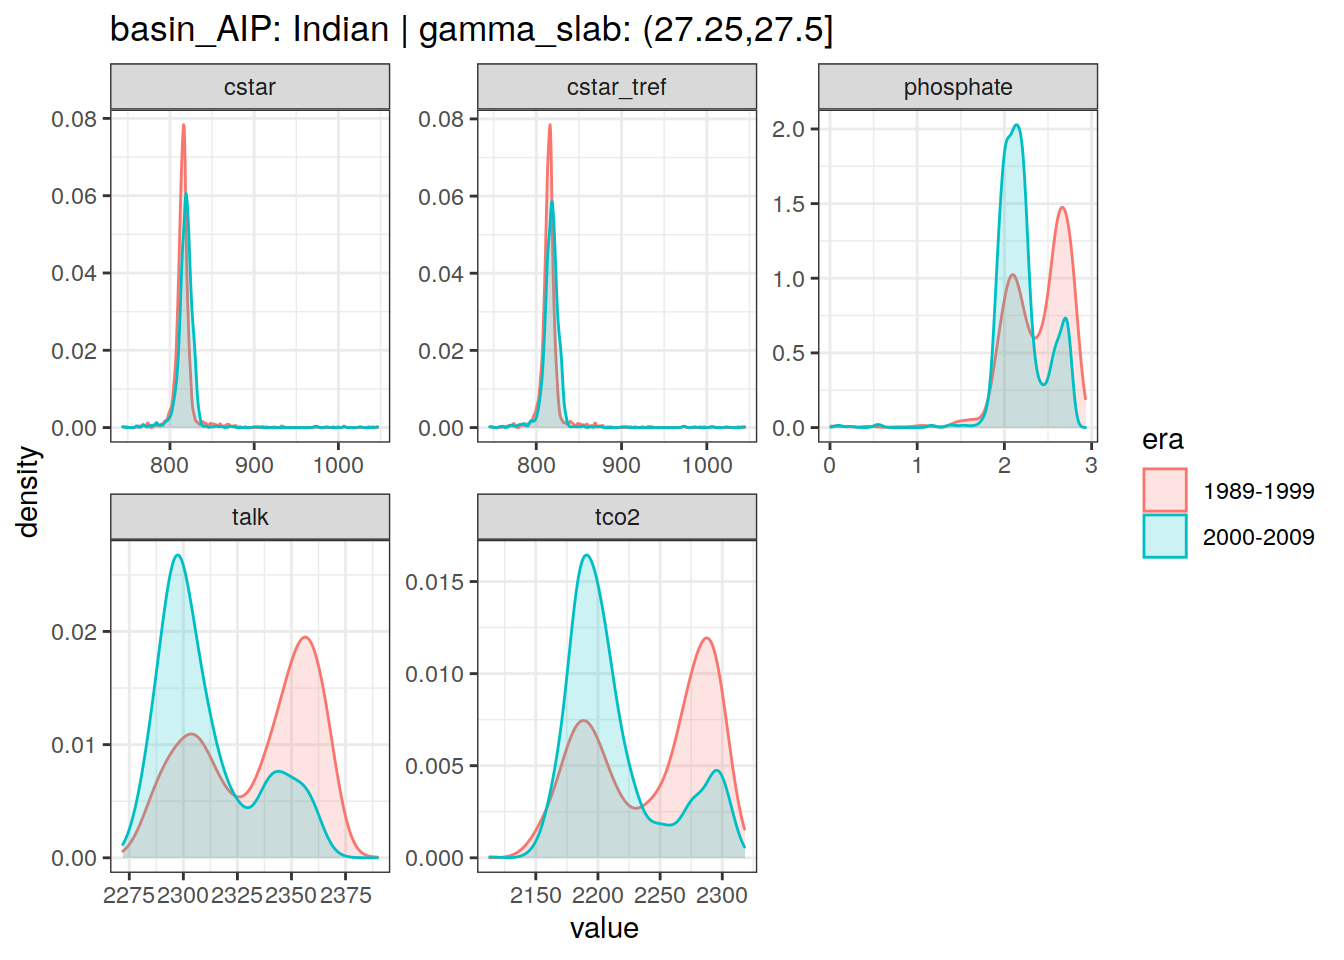 basin_AIP: Indian | gamma_slab: (27.25,27.5]
cstar
cstar_tref
phosphate
0.08
0.06
0.04
0.02
0.00
800 900 1000
0.08
0.06
0.04
0.02
0.00
800 900 1000
2.0
1.5
1.0
0.5
0.0
0 1 2 3
density
talk
tco2
0.02
0.01
0.00
2275 2300 2325 2350 2375
0.015
0.010
0.005
0.000
2150 2200 2250 2300
value
era
1989-1999
2000-2009